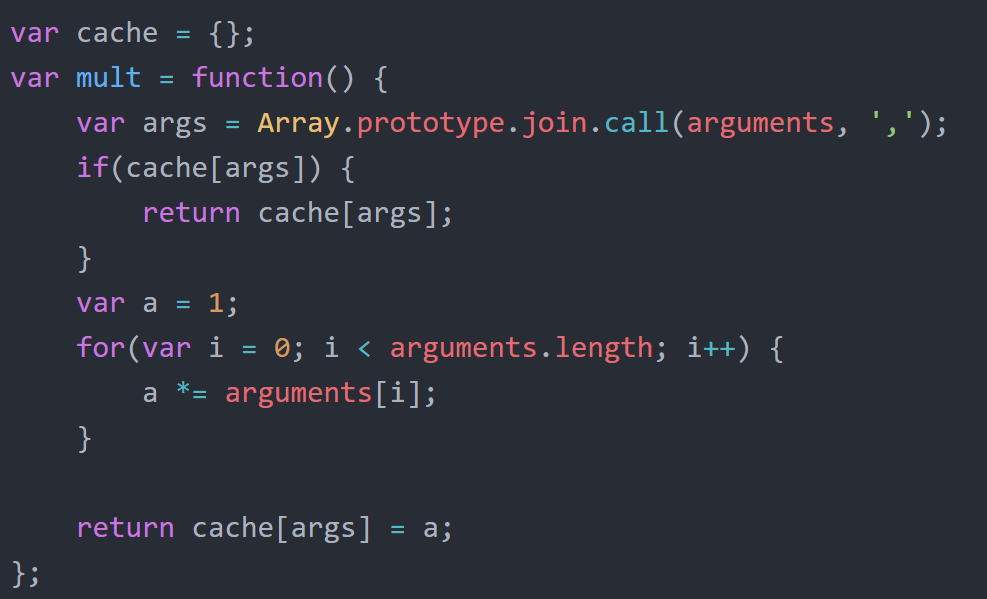 var cache = {};
var mult = function() {
    var args = Array.prototype.join.call(arguments, ',');
    if(cache[args]) {
        return cache[args];
    }
    var a = 1;
    for(var i = 0; i < arguments.length; i++) {
        a *= arguments[i];
    }

    return cache[args] = a;
};